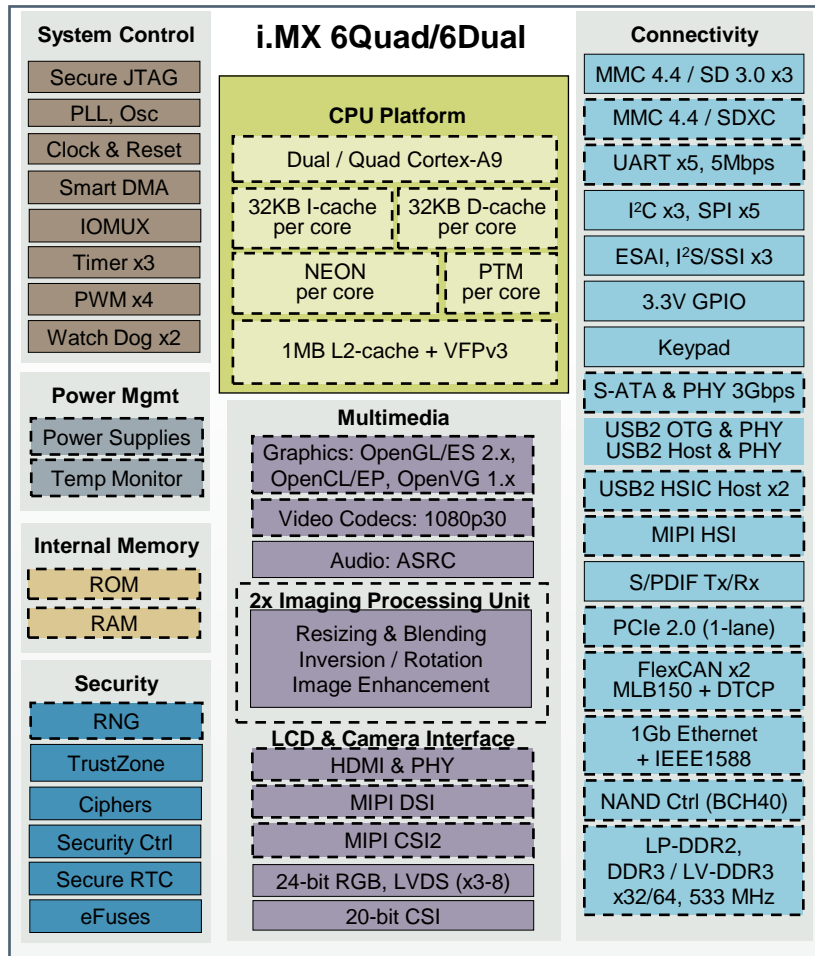 i.MX 6Quad/6Dual
System Control
Secure JTAG
PLL, Osc
Clock & Reset
Smart DMA
IOMUX
Timer x3
PWM x4
Watch Dog x2
Power Mgmt
Power Supplies
Temp Monitor
Internal Memory
ROM
RAM
Security
RNG
TrustZone
Ciphers
Security Ctrl
Secure RTC
eFuses
CPU Platform
Dual / Quad Cortex-A9
32KB I-cache
per core
32KB D-cache
per core
NEON
per core
PTM
per core
1MB L2-cache + VFPv3
Multimedia
Graphics: OpenGL/ES 2.x,
OpenCL/EP, OpenVG 1.x
Video Codecs: 1080p30
Audio: ASRC
2x Imaging Processing Unit
Resizing & Blending
Inversion / Rotation
Image Enhancement
LCD & Camera Interface
HDMI & PHY
MIPI DSI
MIPI CSI2
24-bit RGB, LVDS (x3-8)
20-bit CSI
Connectivity
MMC 4.4 / SD 3.0 x3
MMC 4.4 / SDXC
UART x5, 5Mbps
I²C x3, SPI x5
ESAI, I²S/SSI x3
3.3V GPIO
Keypad
S-ATA & PHY 3Gbps
USB2 OTG & PHY
USB2 Host & PHY
USB2 HSIC Host x2
MIPI HSI
S/PDIF Tx/Rx
PCIe 2.0 (1-lane)
FlexCAN x2
MLB150 + DTCP
1Gb Ethernet
+ IEEE1588
NAND Ctrl (BCH40)
LP-DDR2,
DDR3 / LV-DDR3
x32/64, 533 MHz